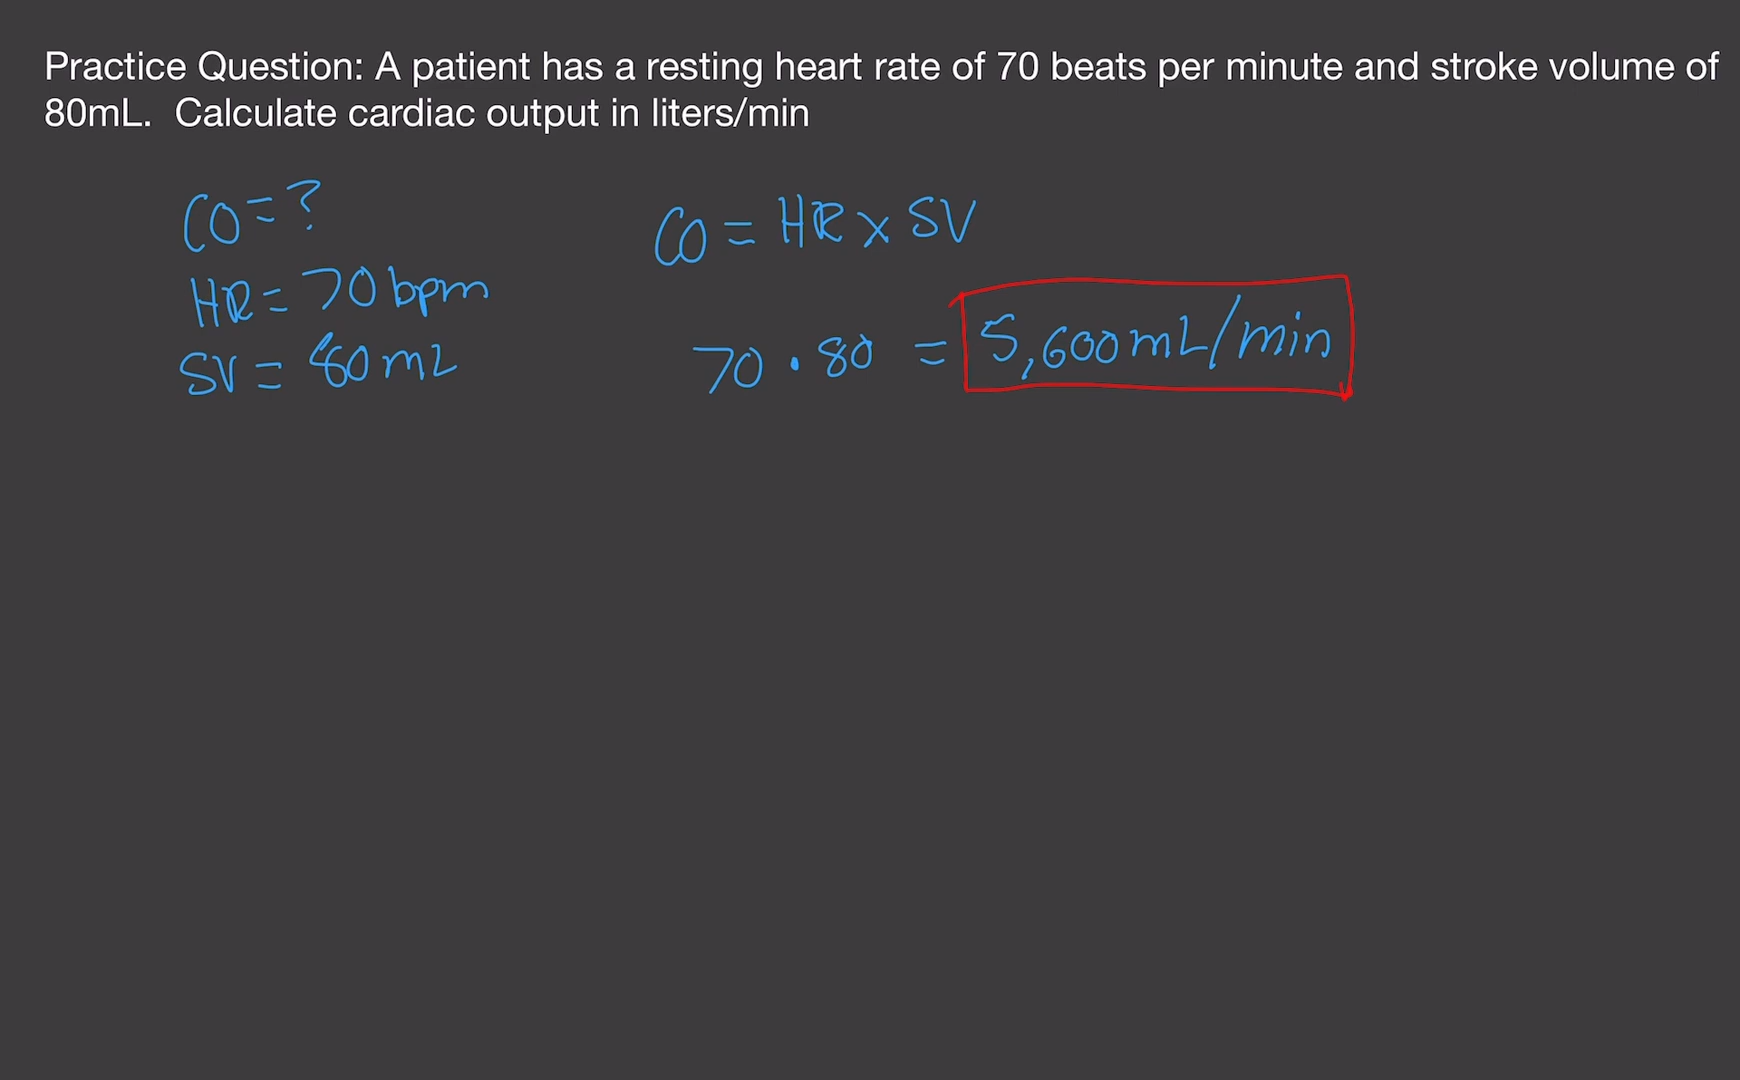 Practice Question: A patient has a resting heart rate of 70 beats per minute and stroke volume of
80mL.  Calculate cardiac output in liters/min
CO=?
HR= 70 bpm
SV= 80 mL
CO = HR x SV
70 . 80 = 5,600 mL/min